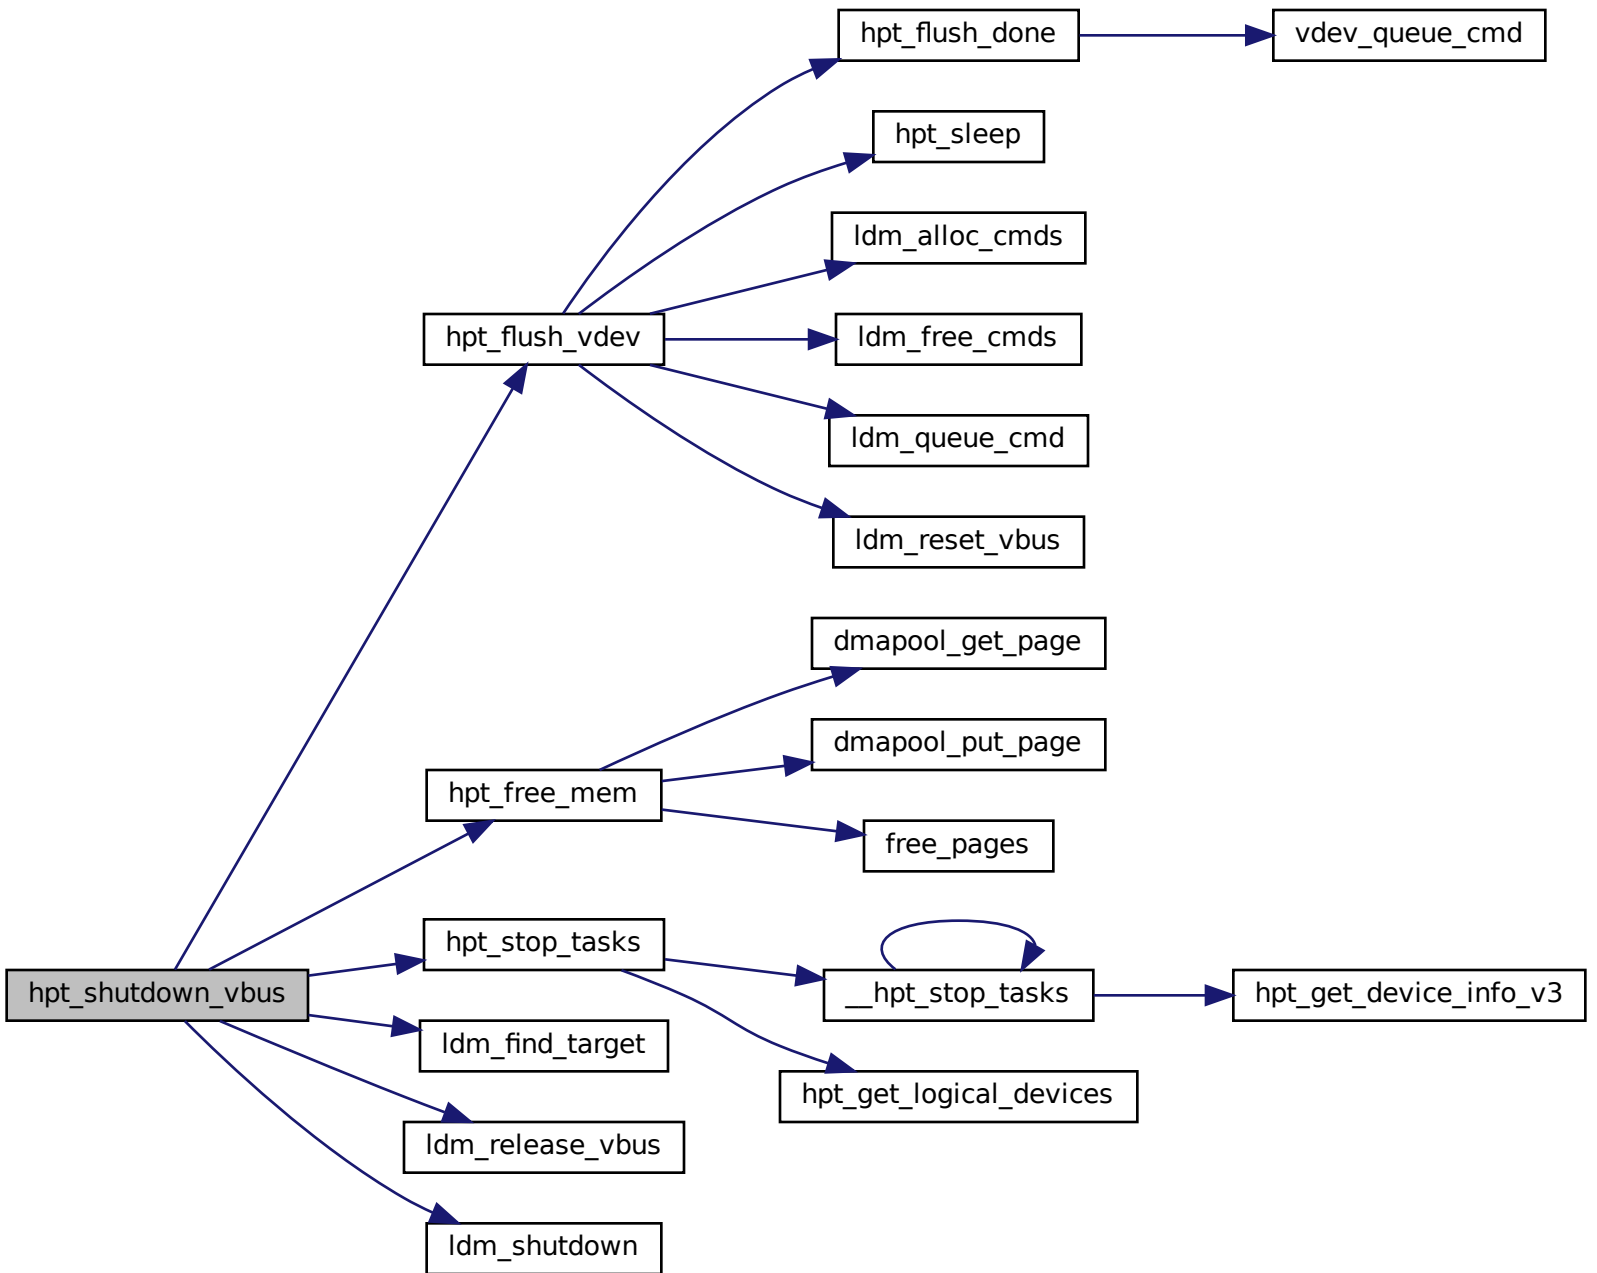 hpt_flush_done
vdev_queue_cmd
hpt_sleep
ldm_alloc_cmds
hpt_flush_vdev
ldm_free_cmds
ldm_queue_cmd
ldm_reset_vbus
dmapool_get_page
dmapool_put_page
hpt_free_mem
free_pages
hpt_stop_tasks
hpt_shutdown_vbus
__hpt_stop_tasks
hpt_get_device_info_v3
ldm_find_target
hpt_get_logical_devices
ldm_release_vbus
ldm_shutdown